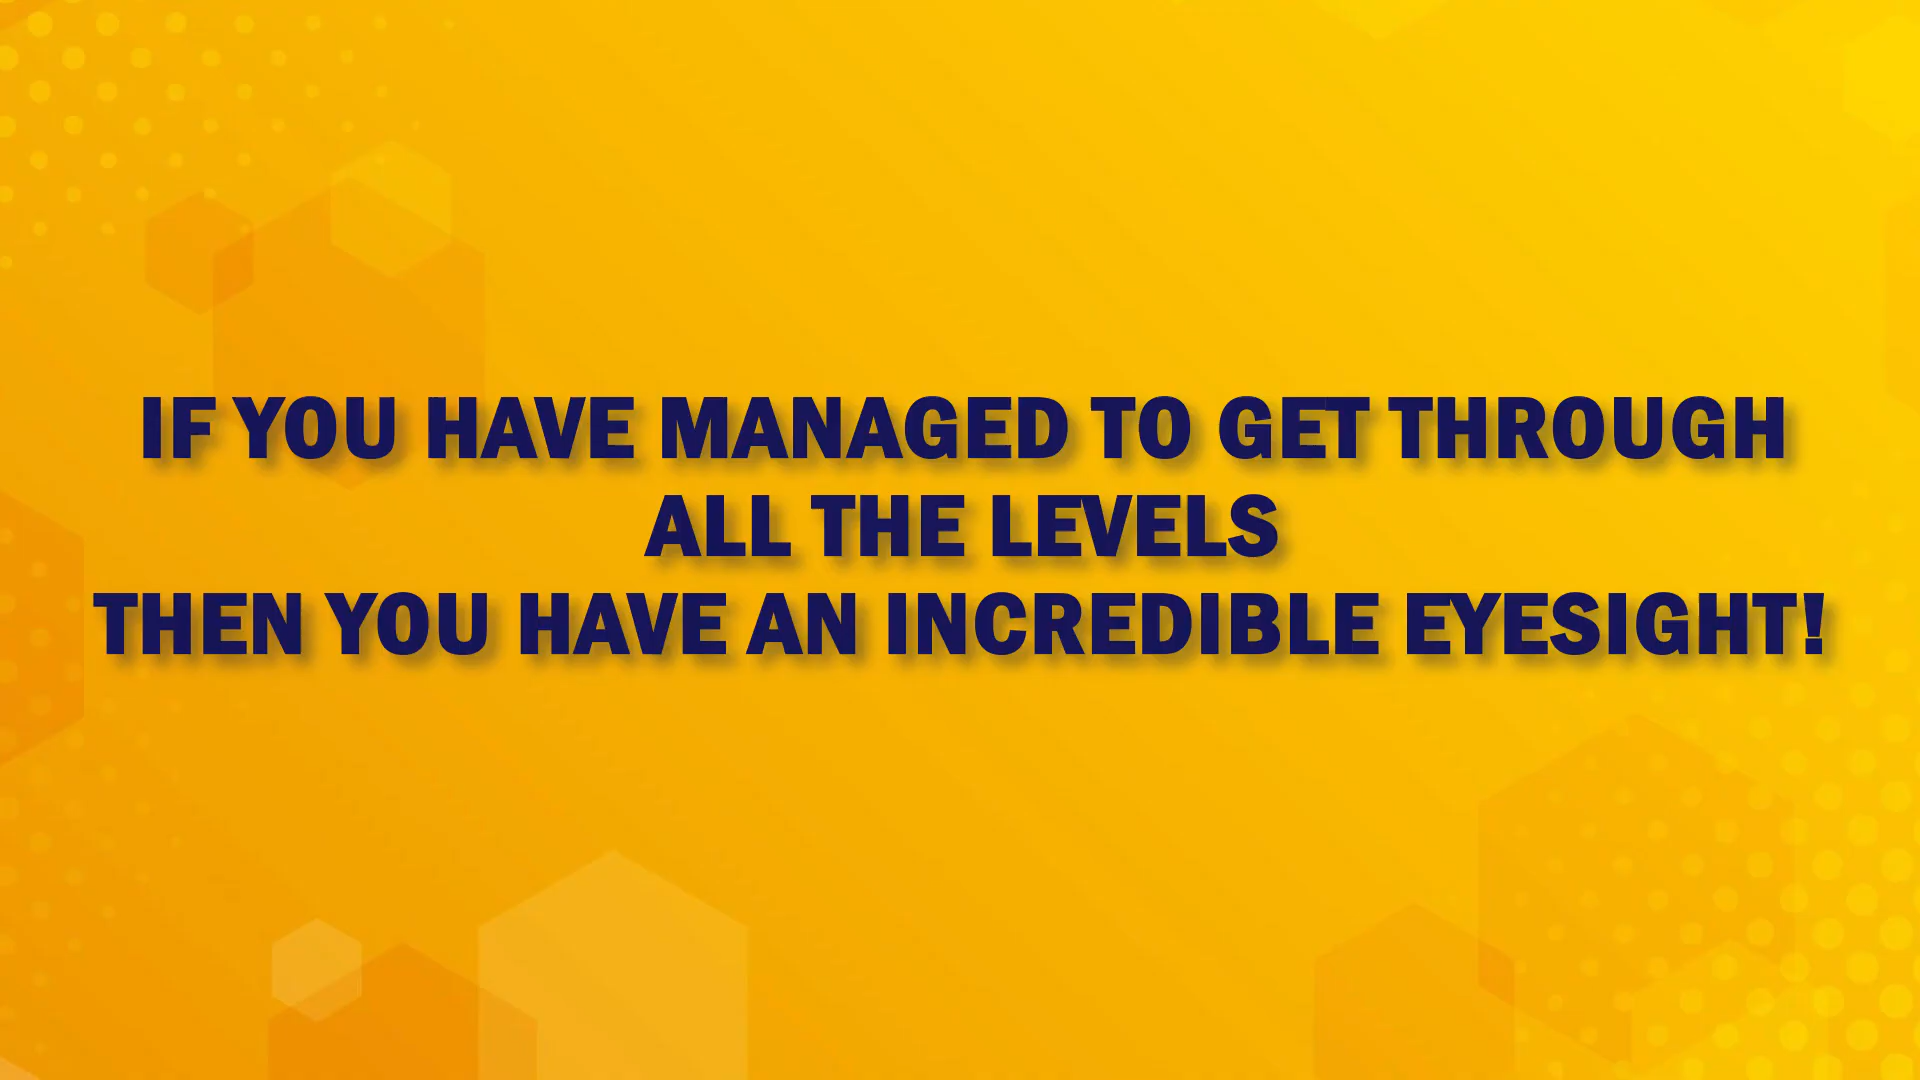 IF YOU HAVE MANAGED TO GET THROUGH
ALL THE LEVELS
THEN YOU HAVE AN INCREDIBLE EYESIGHT!